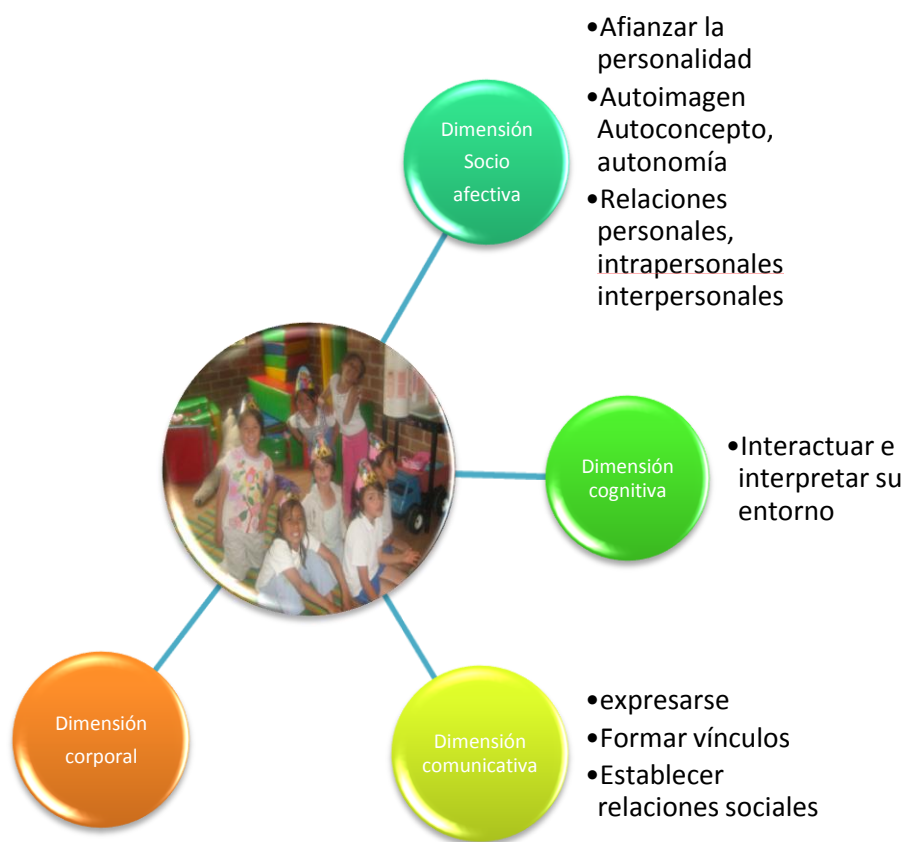 Dimensión
Socio
afectiva
•Afianzar la
personalidad
•Autoimagen
Autoconcepto,
autonomía
•Relaciones
personales,
intrapersonales
interpersonales
Dimensión
cognitiva
•Interactuar e
interpretar su
entorno
Dimensión
comunicativa
•expresarse
•Formar vínculos
•Establecer
relaciones sociales
Dimensión
corporal